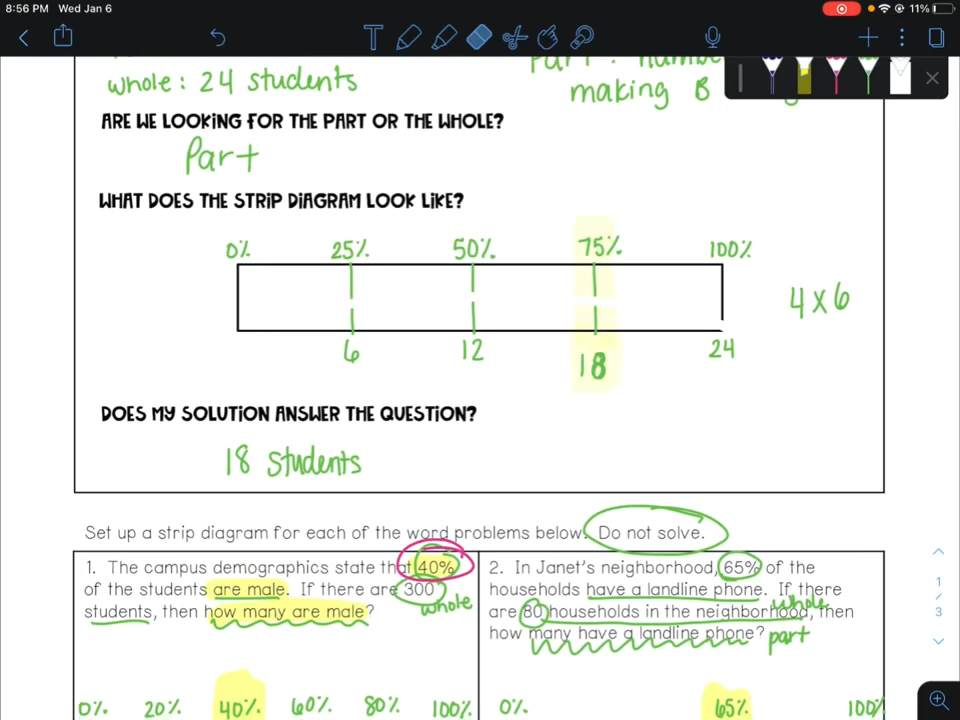 8:56 PM Wed Jan 6 11%
whole: 24 students
making B
ARE WE LOOKING FOR THE PART OR THE WHOLE?
Part
WHAT DOES THE STRIP DIAGRAM LOOK LIKE?
0% 25% 50% 75% 100%
4 x 6
6 12 18 24
DOES MY SOLUTION ANSWER THE QUESTION?
18 students
Set up a strip diagram for each of the word problems below. Do not solve.
1. The campus demographics state that 40%
of the students are male. If there are 300
whole
students, then how many are male?
2. In Janet's neighborhood, 65% of the
households have a landline phone. If there
whole
are 80 households in the neighborhood, then
how many have a landline phone? part
0% 20% 40% 60% 80% 100%
0% 65% 100%
1
/
3